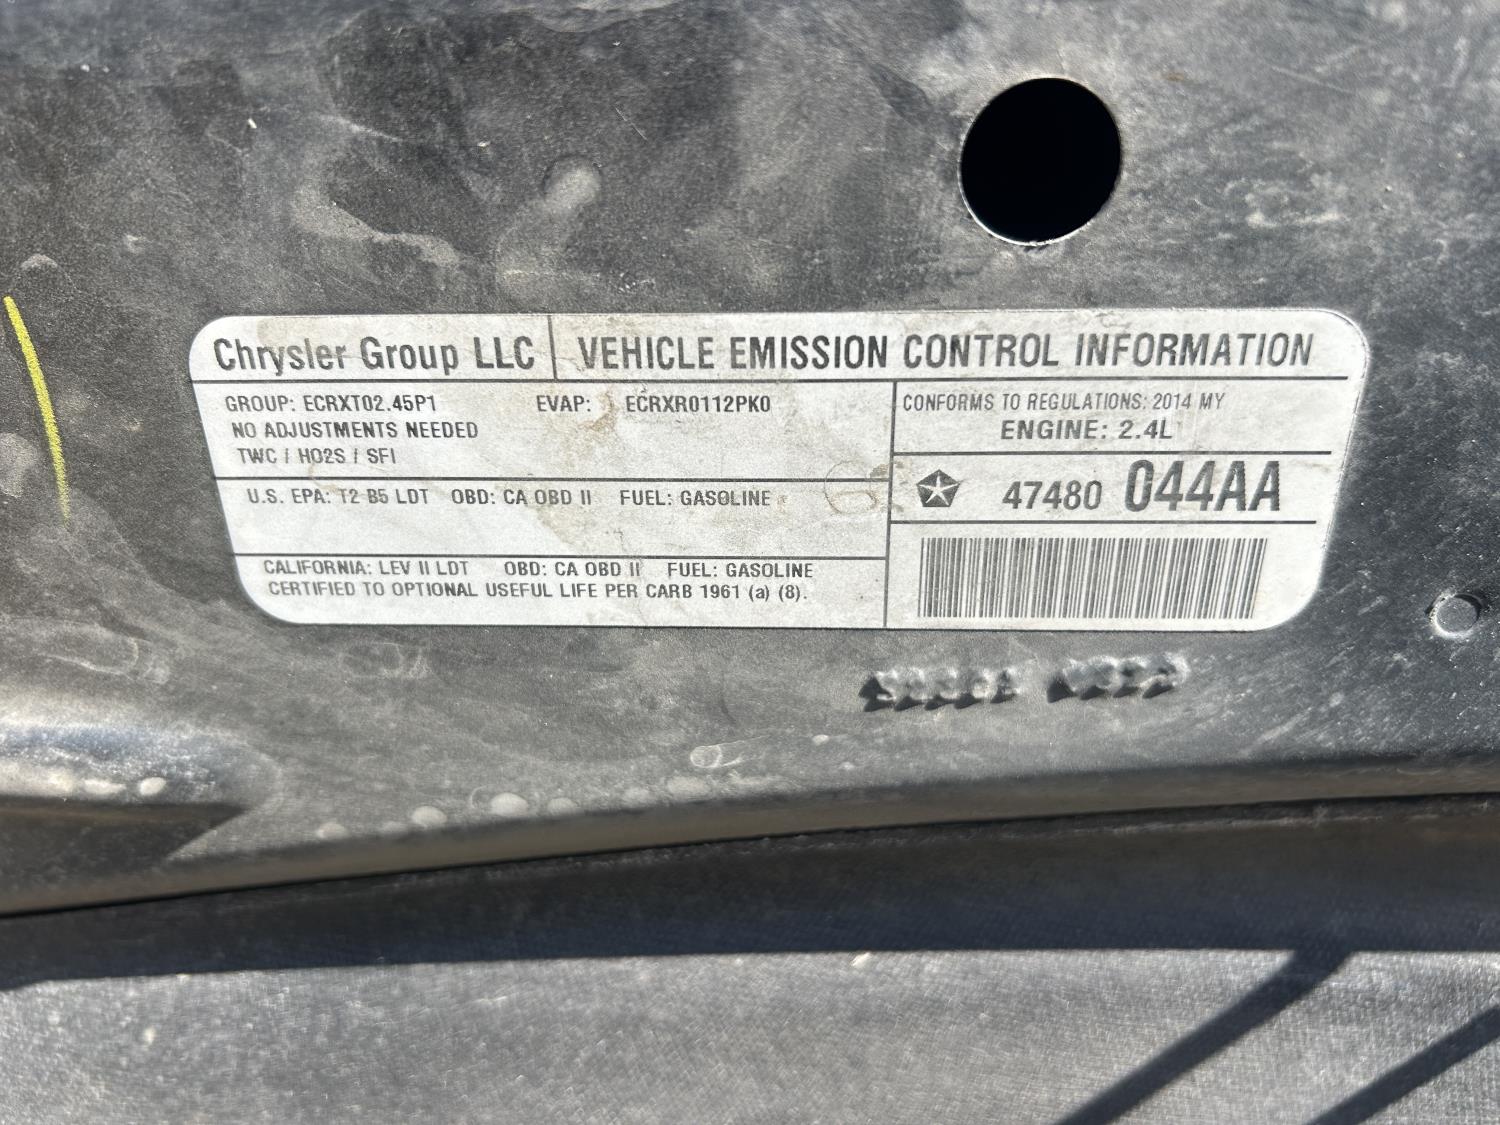 Chrysler Group LLC
VEHICLE EMISSION CONTROL INFORMATION
GROUP: ECRXT02.45P1 EVAP: ECRXR0112PK0
NO ADJUSTMENTS NEEDED
TWC / HO2S / SFI
CONFORMS TO REGULATIONS: 2014 MY
ENGINE: 2.4L
47480 044AA
U.S. EPA: T2 B5 LDT OBD: CA OBD II FUEL: GASOLINE
CALIFORNIA: LEV II LDT OBD: CA OBD II FUEL: GASOLINE
CERTIFIED TO OPTIONAL USEFUL LIFE PER CARB 1961 (a) (8).